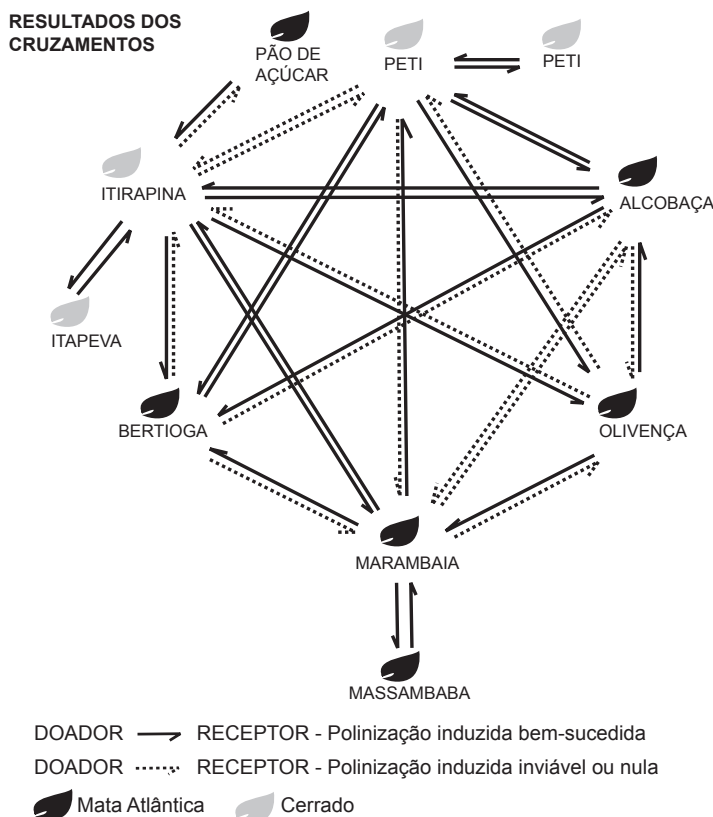 RESULTADOS DOS
CRUZAMENTOS
PÃO DE
AÇÚCAR
PETI
PETI
ITIRAPINA
ALCOBAÇA
ITAPEVA
BERTIOGA
OLIVENÇA
MARAMBAIA
MASSAMBABA
DOADOR RECEPTOR - Polinização induzida bem-sucedida
DOADOR RECEPTOR - Polinização induzida inviável ou nula
Mata Atlântica Cerrado